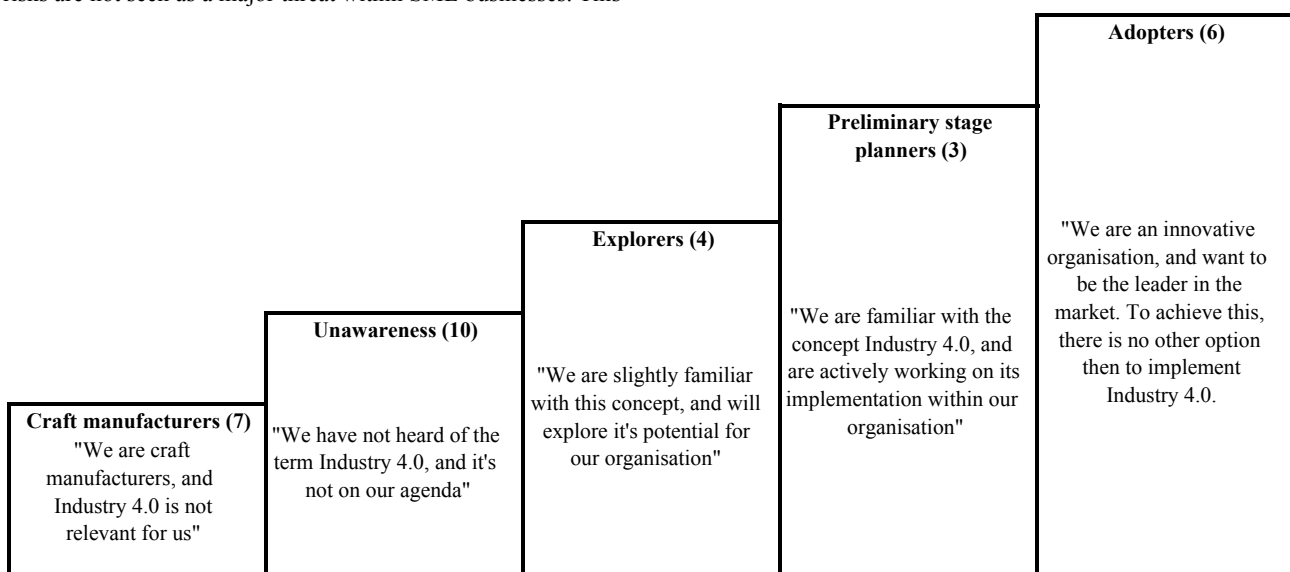 risks are not seen as a major threat within SME businesses. This
Adopters (6)
"We are an innovative
organisation, and want to
be the leader in the
market. To achieve this,
there is no other option
then to implement
Industry 4.0.
Preliminary stage
planners (3)
"We are familiar with the
concept Industry 4.0, and
are actively working on its
implementation within our
organisation"
Explorers (4)
"We are slightly familiar
with this concept, and will
explore it's potential for
our organisation"
Unawareness (10)
"We have not heard of the
term Industry 4.0, and it's
not on our agenda"
Craft manufacturers (7)
"We are craft
manufacturers, and
Industry 4.0 is not
relevant for us"